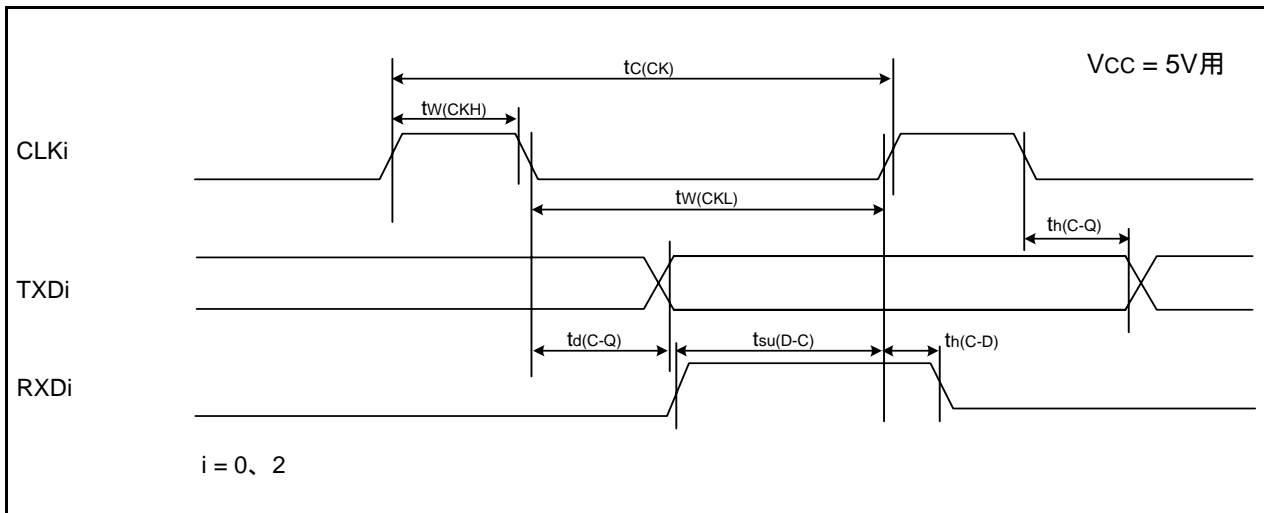 VCC = 5V用
tC(CK)
tW(CKH)
CLKi
tW(CKL)
th(C-Q)
TXDi
td(C-Q)
tsu(D-C)
th(C-D)
RXDi
i = 0、2